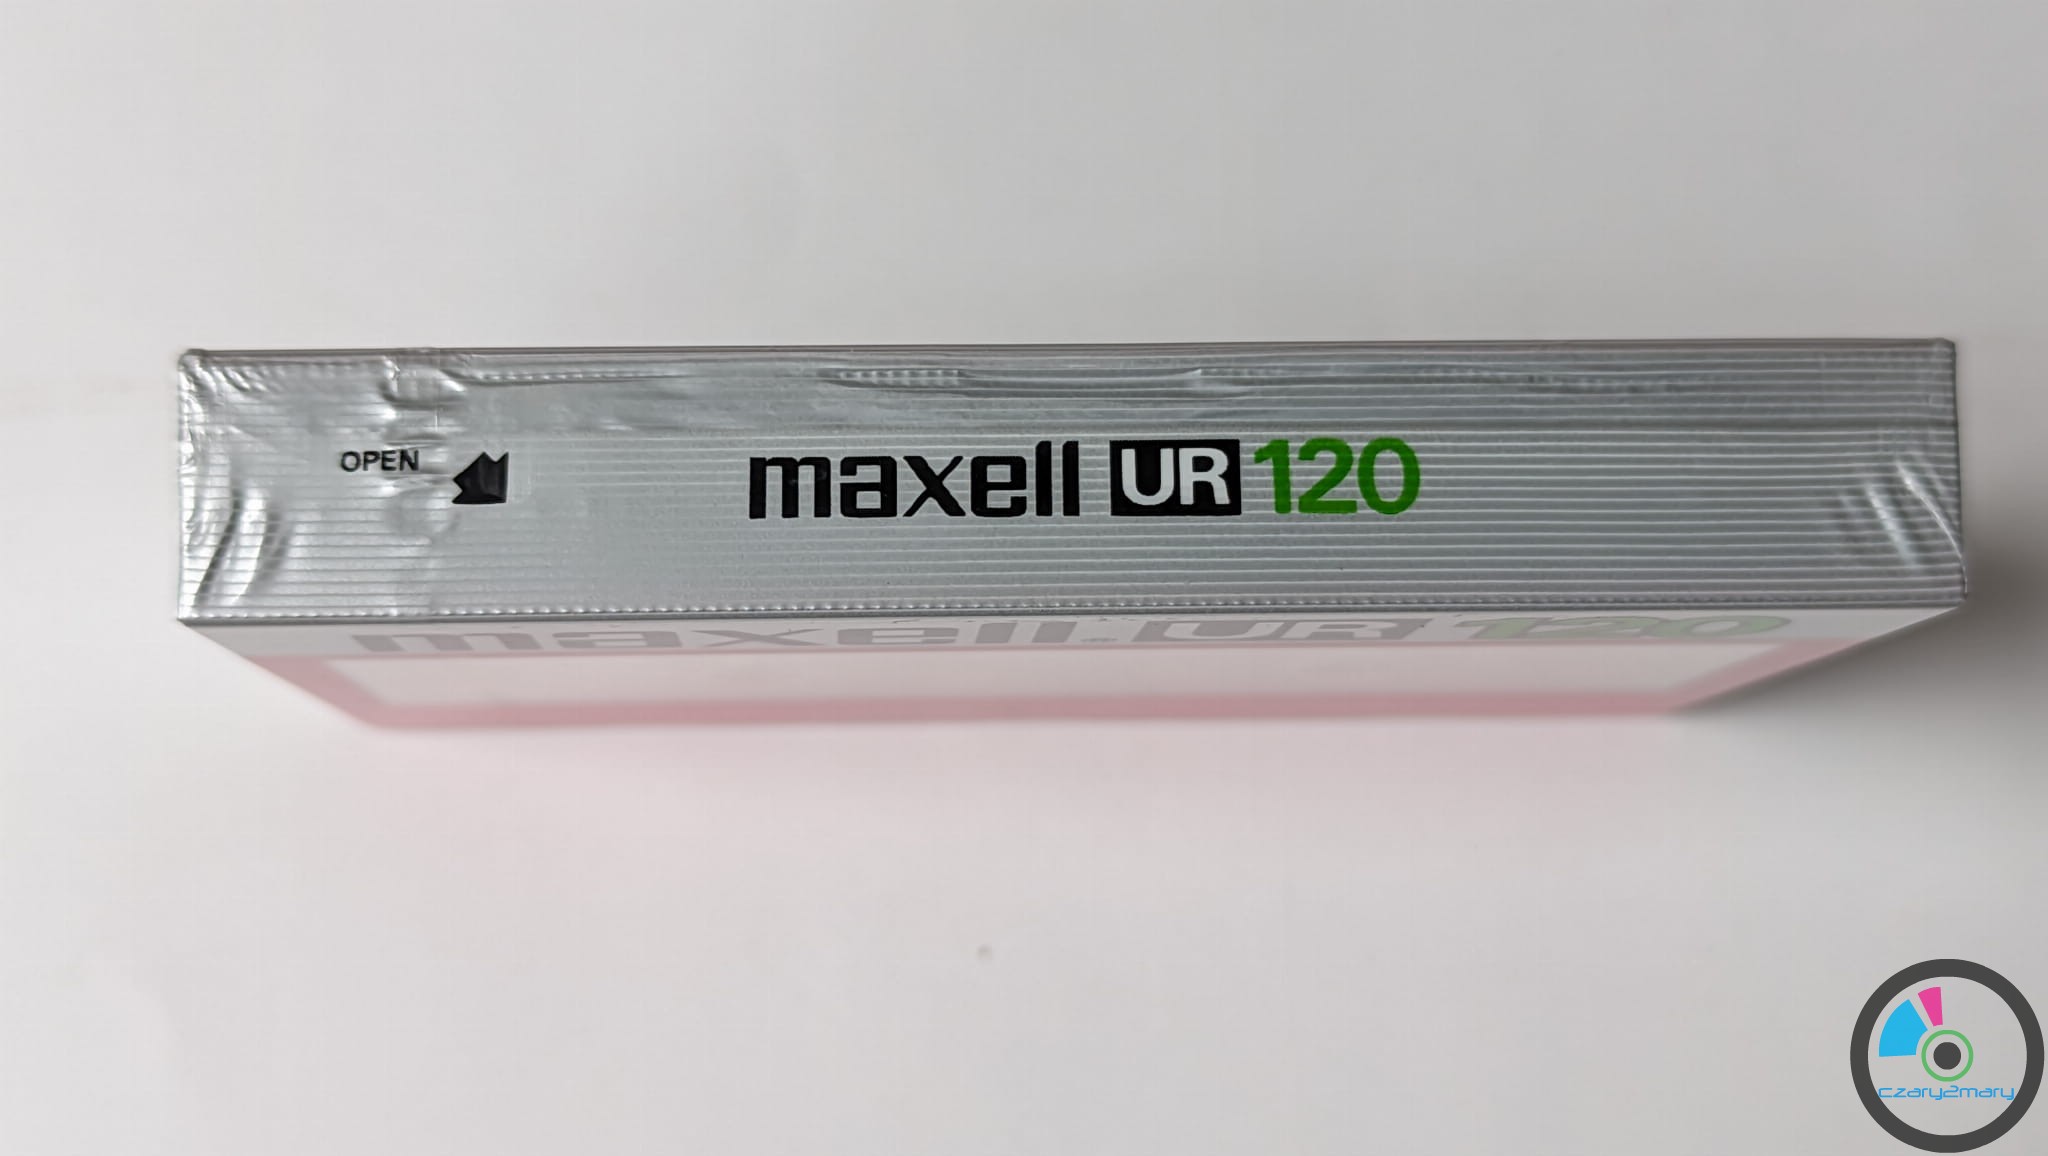 OPEN
maxell UR 120
maxell. UR 120
czary2mary